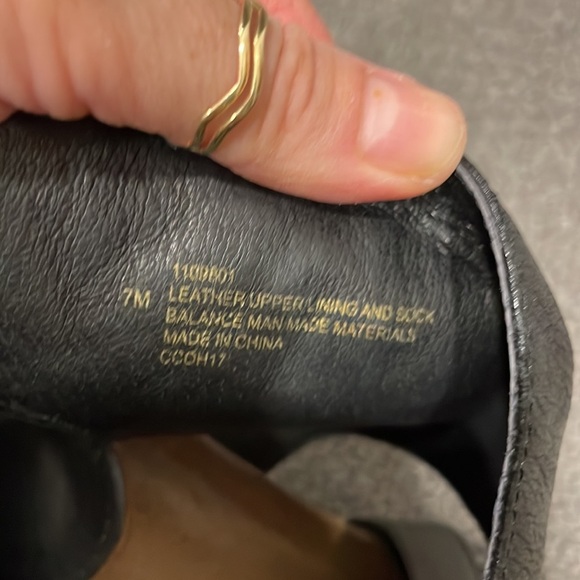 1109801
7M LEATHER UPPER LINING AND SOCK
BALANCE MAN MADE MATERIALS
MADE IN CHINA
CCOH17